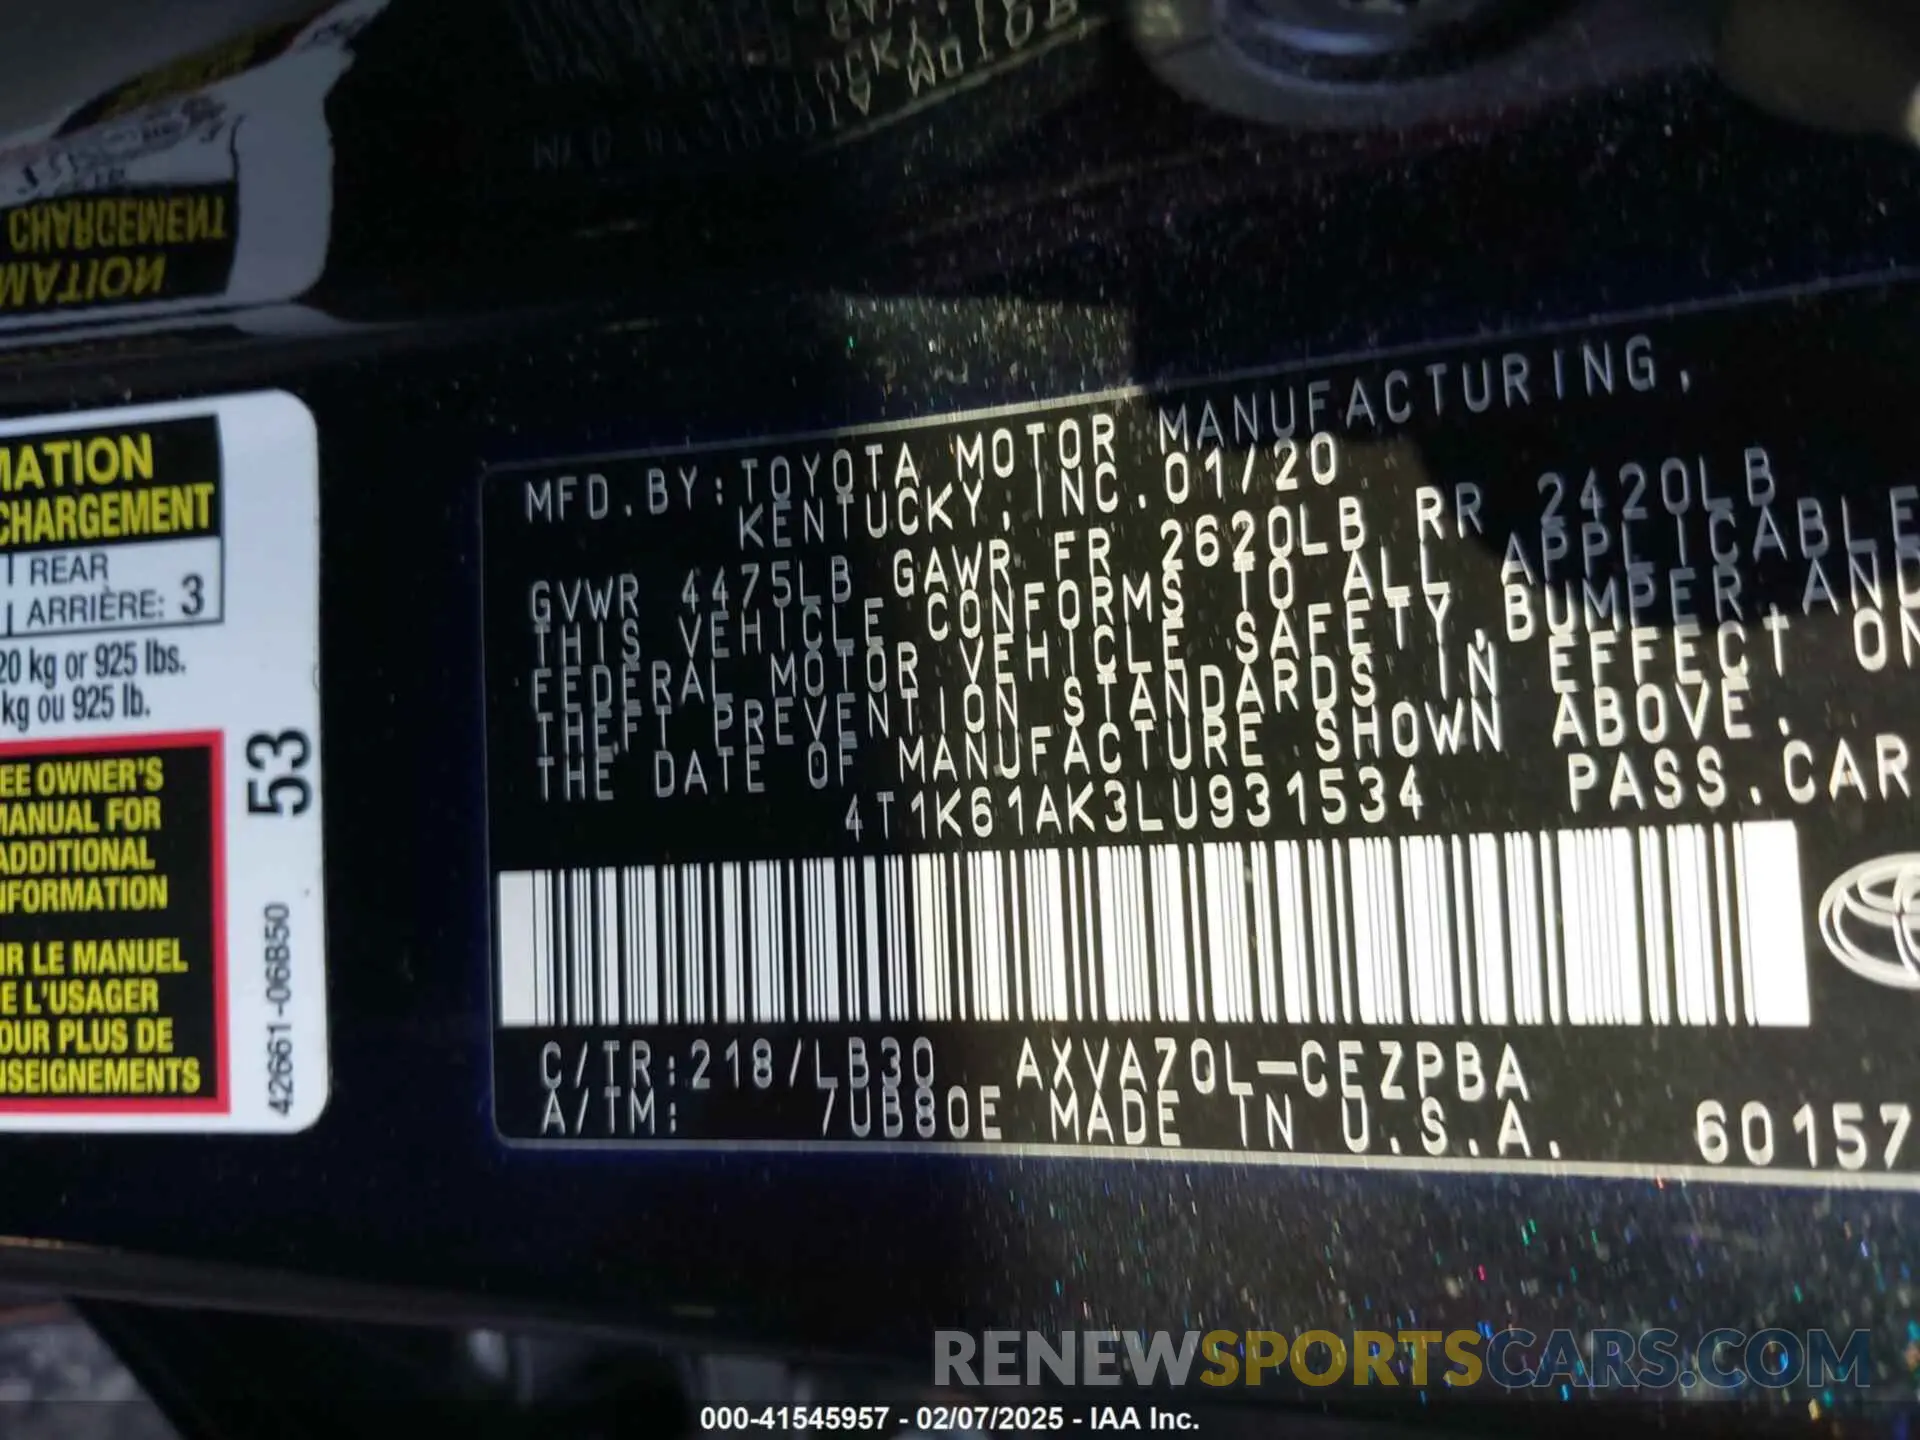 MATION
CHARGEMENT
REAR
ARRIÈRE: 3
20 kg or 925 lbs.
kg ou 925 lb.
EE OWNER'S
MANUAL FOR
ADDITIONAL
NFORMATION
IR LE MANUEL
E L'USAGER
OUR PLUS DE
NSEIGNEMENTS
53
42661-06B50
MFD.BY:TOYOTA MOTOR MANUFACTURING,
KENTUCKY,INC.01/20
GVWR 4475LB GAWR FR 2620LB RR 2420LB
THIS VEHICLE CONFORMS TO ALL APPLICABLE
FEDERAL MOTOR VEHICLE SAFETY,BUMPER,AND
THEFT PREVENTION STANDARDS IN EFFECT ON
THE DATE OF MANUFACTURE SHOWN ABOVE.
4T1K61AK3LU931534 PASS.CAR
C/TR:218/LB30 AXVA70L-CEZPBA
A/TM: /UB80E MADE IN U.S.A. 60157
CHARGEMENT
MATION
RENEWSPORTSCARS.COM
000-41545957 - 02/07/2025 - IAA Inc.